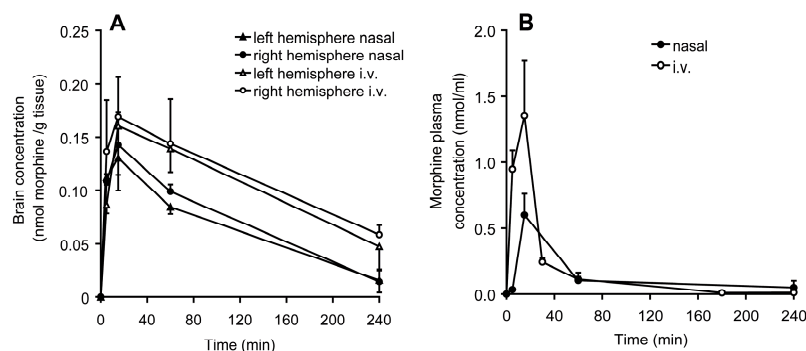 A
left hemisphere nasal
right hemisphere nasal
left hemisphere i.v.
right hemisphere i.v.
Brain concentration
(nmol morphine /g tissue)
0.25
0.20
0.15
0.10
0.05
0
0 40 80 120 160 200 240
Time (min)
B
nasal
i.v.
Morphine plasma
concentration (nmol/ml)
2.0
1.5
1.0
0.5
0.0
0 40 80 120 160 200 240
Time (min)